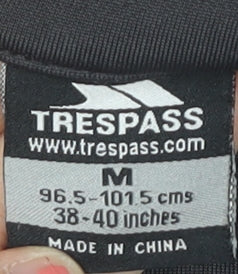 TRESPASS
www.trespass.com
M
96.5-101.5 cms
38-40 inches
MADE IN CHINA